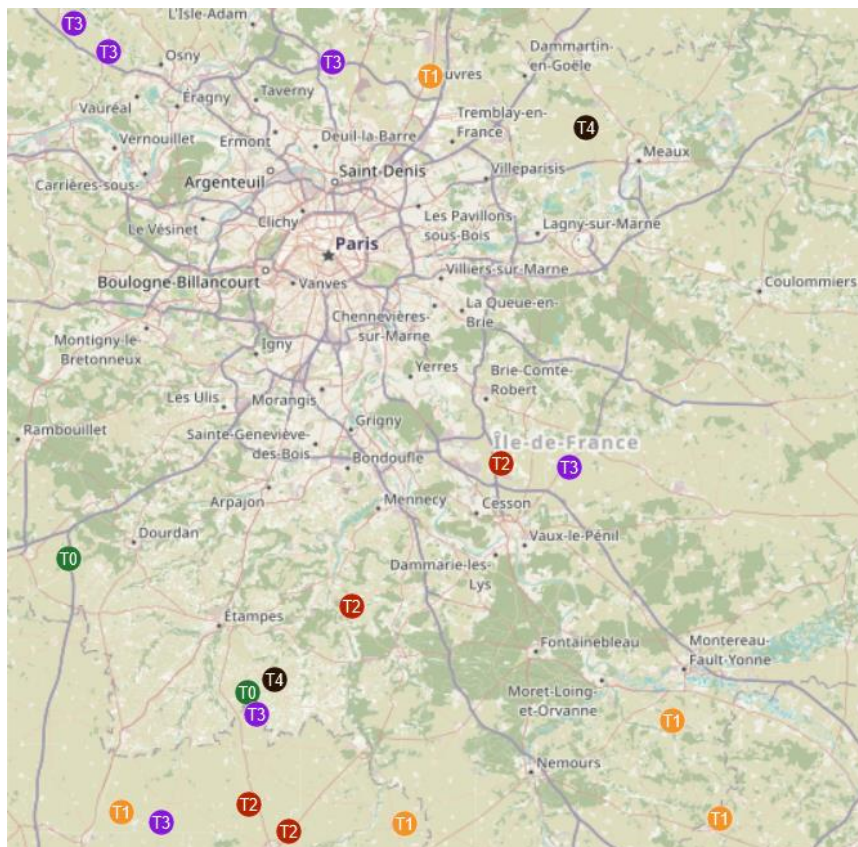 T3
L'Isle-Adam
T3
Osny
T3
T1
uvres
Dammartin-
en-Goële
Vauréal
Éragny
Taverny
Tremblay-en-
France
T4
Vernouillet
Ermont
Deuil-la-Barre
Meaux
Carrières-sous-
Argenteuil
Saint-Denis
Villeparisis
Le Vésinet
Clichy
Les Pavillons-
sous-Bois
Lagny-sur-Marne
Paris
Boulogne-Billancourt
Vanves
Villiers-sur-Marne
Coulommiers
Chennevières-
sur-Marne
La Queue-en-
Brie
Montigny-le-
Bretonneux
Igny
Yerres
Brie-Comte-
Robert
Les Ulis
Morangis
Rambouillet
Sainte-Geneviève-
des-Bois
Grigny
Île-de-France
Bondoufle
T2
T3
Arpajon
Mennecy
Cesson
Dourdan
Vaux-le-Pénil
T0
Dammarie-les-
Lys
T2
Étampes
Fontainebleau
Montereau-
Fault-Yonne
T4
T0
T3
Moret-Loing-
et-Orvanne
T1
Nemours
T1
T3
T2
T2
T1
T1